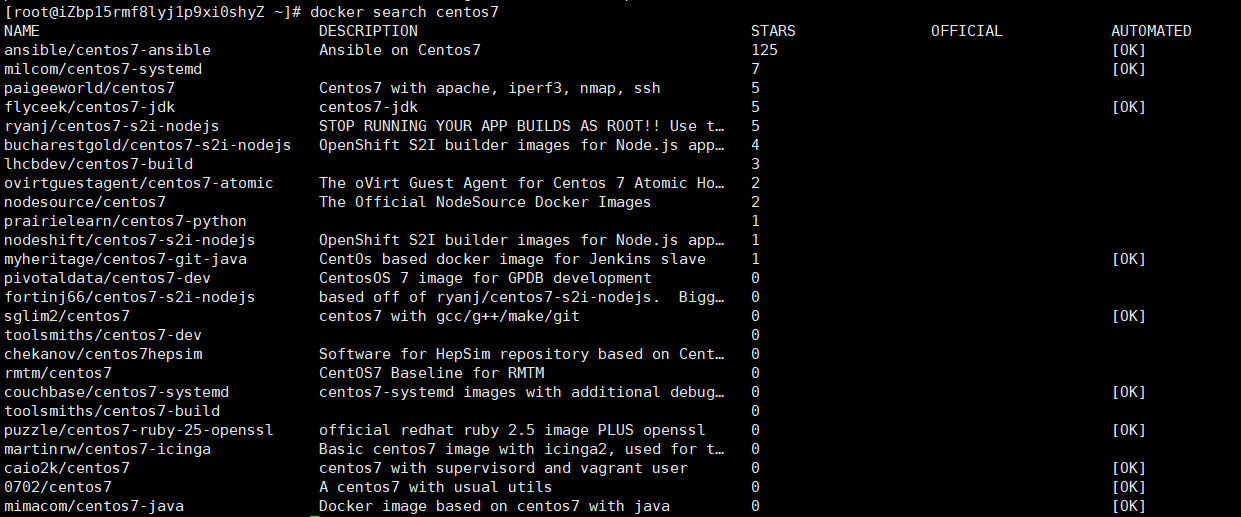 [root@iZbp15rmf8lyj1p9xi0shyZ ~]# docker search centos7
NAME DESCRIPTION STARS OFFICIAL AUTOMATED
ansible/centos7-ansible Ansible on Centos7 125 [OK]
milcom/centos7-systemd 7 [OK]
paigeeworld/centos7 Centos7 with apache, iperf3, nmap, ssh 5
flyceek/centos7-jdk centos7-jdk 5 [OK]
ryanj/centos7-s2i-nodejs STOP RUNNING YOUR APP BUILDS AS ROOT!! Use t… 5
bucharestgold/centos7-s2i-nodejs OpenShift S2I builder images for Node.js app… 4
lhcbdev/centos7-build 3
ovirtguestagent/centos7-atomic The oVirt Guest Agent for Centos 7 Atomic Ho… 2
nodesource/centos7 The Official NodeSource Docker Images 2
prairielearn/centos7-python 1
nodeshift/centos7-s2i-nodejs OpenShift S2I builder images for Node.js app… 1
myheritage/centos7-git-java CentOs based docker image for Jenkins slave 1 [OK]
pivotaldata/centos7-dev CentosOS 7 image for GPDB development 0
fortinj66/centos7-s2i-nodejs based off of ryanj/centos7-s2i-nodejs. Bigg… 0
sglim2/centos7 centos7 with gcc/g++/make/git 0 [OK]
toolsmiths/centos7-dev 0
chekanov/centos7hepsim Software for HepSim repository based on Cent… 0
rmtm/centos7 CentOS7 Baseline for RMTM 0
couchbase/centos7-systemd centos7-systemd images with additional debug… 0 [OK]
toolsmiths/centos7-build 0
puzzle/centos7-ruby-25-openssl official redhat ruby 2.5 image PLUS openssl 0 [OK]
martinrw/centos7-icinga Basic centos7 image with icinga2, used for t… 0
caio2k/centos7 centos7 with supervisord and vagrant user 0 [OK]
0702/centos7 A centos7 with usual utils 0 [OK]
mimacom/centos7-java Docker image based on centos7 with java 0 [OK]